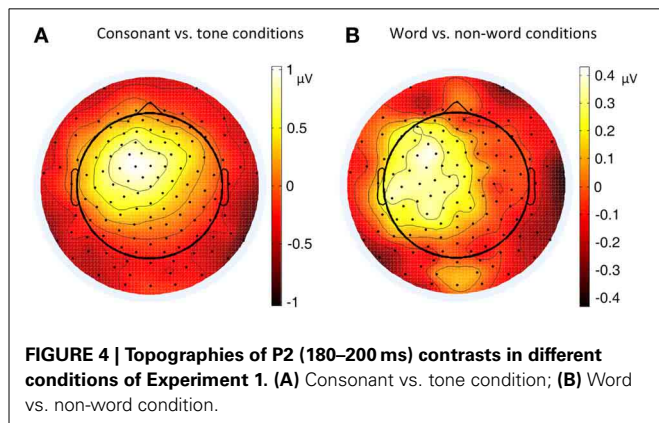 A Consonant vs. tone conditions
B Word vs. non-word conditions
1
μV
0.5
0
-0.5
-1
0.4
μV
0.3
0.2
0.1
0
-0.1
-0.2
-0.3
-0.4
FIGURE 4 | Topographies of P2 (180–200 ms) contrasts in different
conditions of Experiment 1. (A) Consonant vs. tone condition; (B) Word
vs. non-word condition.